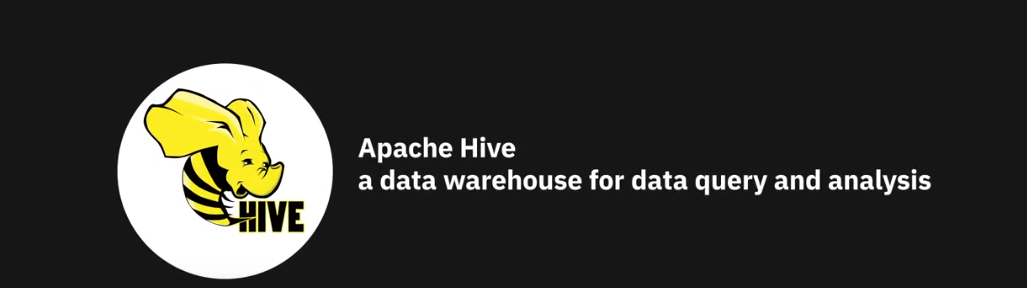 HIVE
Apache Hive
a data warehouse for data query and analysis